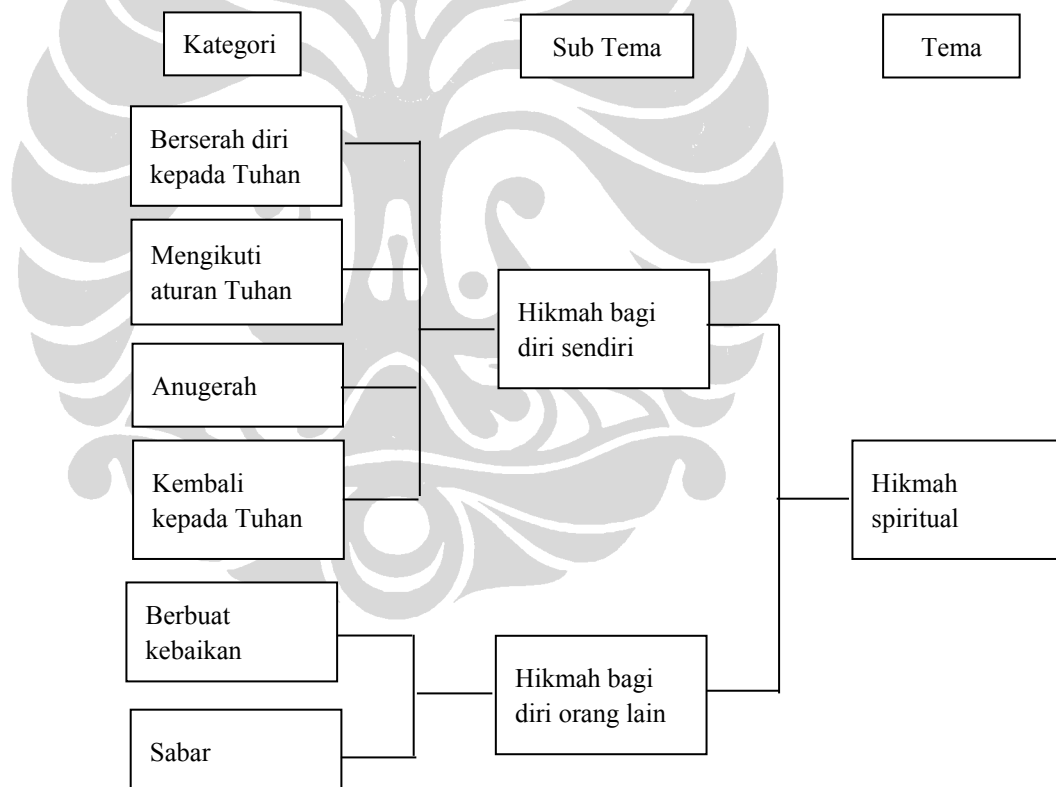 Kategori
Sub Tema
Tema
Berserah diri
kepada Tuhan
Mengikuti
aturan Tuhan
Anugerah
Kembali
kepada Tuhan
Hikmah bagi
diri sendiri
Berbuat
kebaikan
Sabar
Hikmah bagi
diri orang lain
Hikmah
spiritual